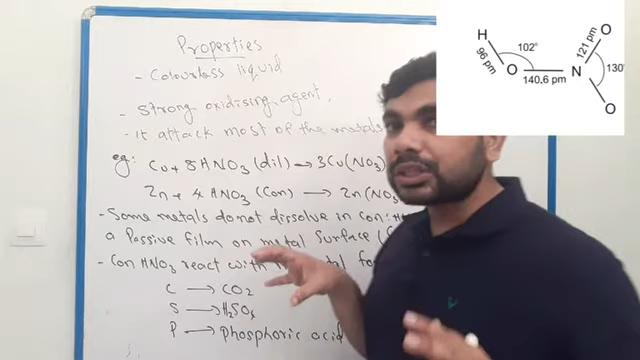 Properties
- Colourless liquid
- Strong oxidising agent.
- It attack most of the metals
eg: Cu + 8HNO3 (dil) → 3Cu(NO3)
Zn + 4HNO3 (Con) → Zn(NO3
- Some metals do not dissolve in Con: H
a Passive film on metal Surface (
- Con HNO3 react with
C → CO2
S → H2SO4
P → phosphoric acid
H
O
102°
121 pm
96 pm
O
N
130°
140.6 pm
O